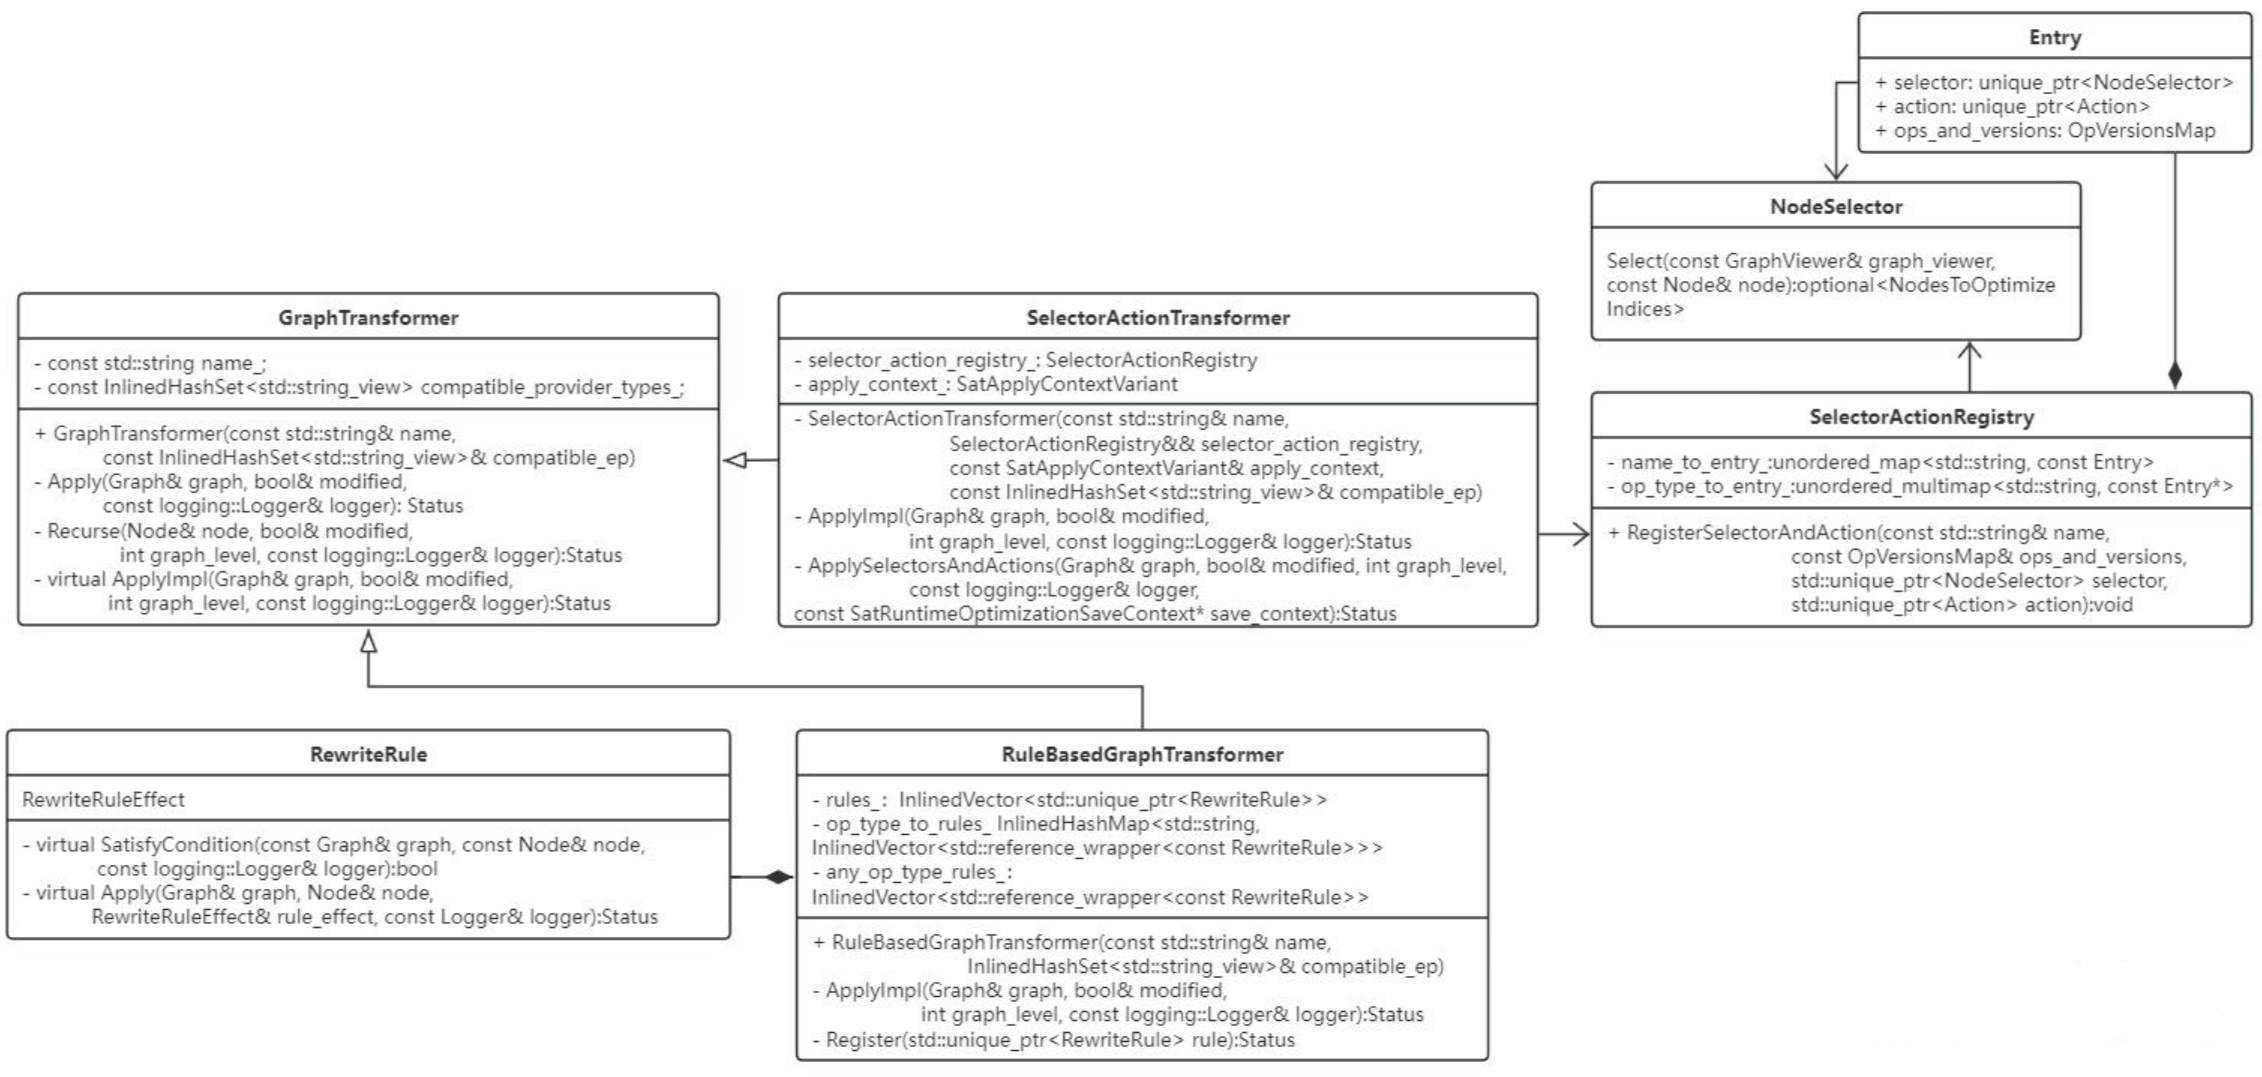 Entry
+ selector: unique_ptr<NodeSelector>
+ action: unique_ptr<Action>
+ ops_and_versions: OpVersionsMap
NodeSelector
Select(const GraphViewer& graph_viewer,
const Node& node):optional<NodesToOptimize
Indices>
GraphTransformer
- const std::string name_;
- const InlinedHashSet<std::string_view> compatible_provider_types_;
+ GraphTransformer(const std::string& name,
const InlinedHashSet<std::string_view>& compatible_ep)
- Apply(Graph& graph, bool& modified,
const logging::Logger& logger): Status
- Recurse(Node& node, bool& modified,
int graph_level, const logging::Logger& logger):Status
- virtual ApplyImpl(Graph& graph, bool& modified,
int graph_level, const logging::Logger& logger):Status
SelectorActionTransformer
- selector_action_registry_: SelectorActionRegistry
- apply_context_: SatApplyContextVariant
- SelectorActionTransformer(const std::string& name,
SelectorActionRegistry&& selector_action_registry,
const SatApplyContextVariant& apply_context,
const InlinedHashSet<std::string_view>& compatible_ep)
- ApplyImpl(Graph& graph, bool& modified,
int graph_level, const logging::Logger& logger):Status
- ApplySelectorsAndActions(Graph& graph, bool& modified, int graph_level,
const logging::Logger& logger,
const SatRuntimeOptimizationSaveContext* save_context):Status
SelectorActionRegistry
- name_to_entry_:unordered_map<std::string, const Entry>
- op_type_to_entry_:unordered_multimap<std::string, const Entry*>
+ RegisterSelectorAndAction(const std::string& name,
const OpVersionsMap& ops_and_versions,
std::unique_ptr<NodeSelector> selector,
std::unique_ptr<Action> action):void
RewriteRule
RewriteRuleEffect
- virtual SatisfyCondition(const Graph& graph, const Node& node,
const logging::Logger& logger):bool
- virtual Apply(Graph& graph, Node& node,
RewriteRuleEffect& rule_effect, const Logger& logger):Status
RuleBasedGraphTransformer
- rules_: InlinedVector<std::unique_ptr<RewriteRule>>
- op_type_to_rules_ InlinedHashMap<std::string,
InlinedVector<std::reference_wrapper<const RewriteRule>>>
- any_op_type_rules_:
InlinedVector<std::reference_wrapper<const RewriteRule>>
+ RuleBasedGraphTransformer(const std::string& name,
InlinedHashSet<std::string_view>& compatible_ep)
- ApplyImpl(Graph& graph, bool& modified,
int graph_level, const logging::Logger& logger):Status
- Register(std::unique_ptr<RewriteRule> rule):Status